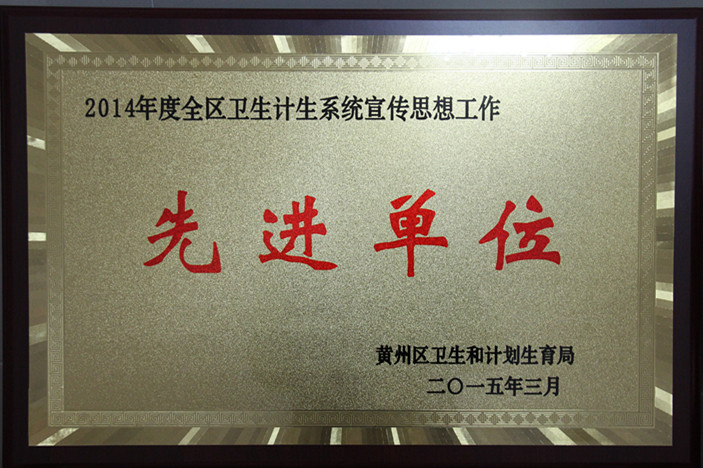 2014年度全区卫生计生系统宣传思想工作
先进单位
黄州区卫生和计划生育局
二〇一五年三月